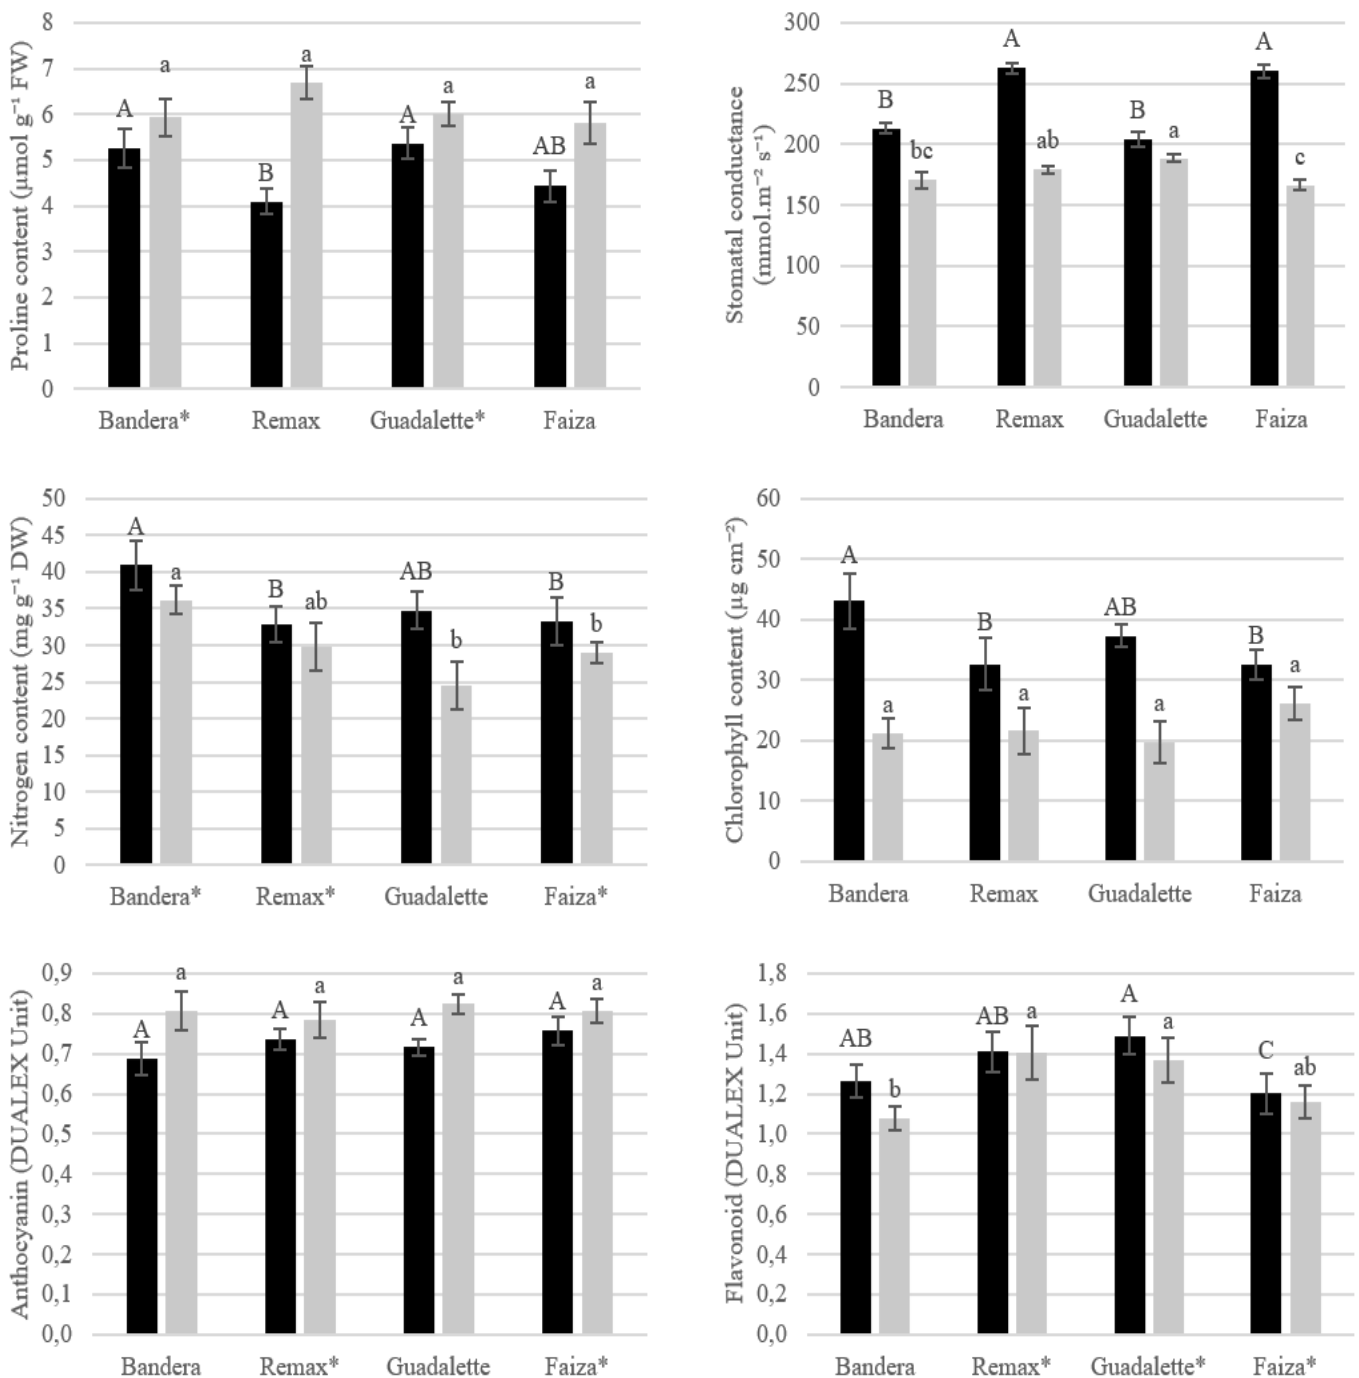 Proline content (µmol g⁻¹ FW)
8
7
6
5
4
3
2
1
0
A
a
B
a
A
a
AB
a
Bandera*
Remax
Guadalette*
Faiza
Stomatal conductance
(mmol.m⁻² s⁻¹)
300
250
200
150
100
50
0
B
bc
A
ab
B
a
A
c
Bandera
Remax
Guadalette
Faiza
Nitrogen content (mg g⁻¹ DW)
50
45
40
35
30
25
20
15
10
5
0
A
a
B
ab
AB
b
B
b
Bandera*
Remax*
Guadalette
Faiza*
Chlorophyll content (µg cm⁻²)
60
50
40
30
20
10
0
A
a
B
a
AB
a
B
a
Bandera
Remax
Guadalette
Faiza
Anthocyanin (DUALEX Unit)
0,9
0,8
0,7
0,6
0,5
0,4
0,3
0,2
0,1
0,0
A
a
A
a
A
a
A
a
Bandera
Remax*
Guadalette
Faiza*
Flavonoid (DUALEX Unit)
1,8
1,6
1,4
1,2
1,0
0,8
0,6
0,4
0,2
0,0
AB
b
AB
a
A
a
C
ab
Bandera
Remax*
Guadalette*
Faiza*